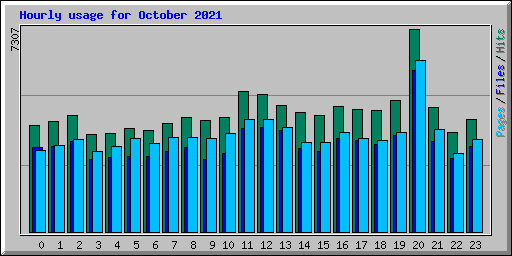 Hourly usage for October 2021
7307
Pages / Files / Hits
0 1 2 3 4 5 6 7 8 9 10 11 12 13 14 15 16 17 18 19 20 21 22 23